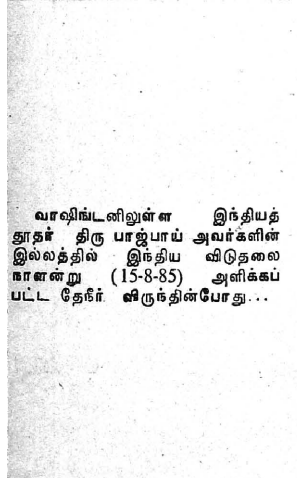 வாஷிங்டனிலுள்ள இந்தியத்
தூதர் திரு பாஜ்பாய் அவர்களின்
இல்லத்தில் இந்திய விடுதலை
நாளன்று (15-8-85) அளிக்கப்
பட்ட தேநீர் விருந்தின்போது...